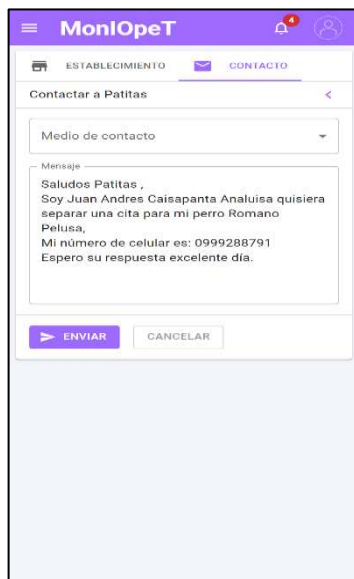 MonIOpeT
4
ESTABLECIMIENTO
CONTACTO
Contactar a Patitas
Medio de contacto
Mensaje
Saludos Patitas ,
Soy Juan Andres Caisapanta Analuisa quisiera
separar una cita para mi perro Romano
Pelusa,
Mi número de celular es: 0999288791
Espero su respuesta excelente día.
ENVIAR
CANCELAR